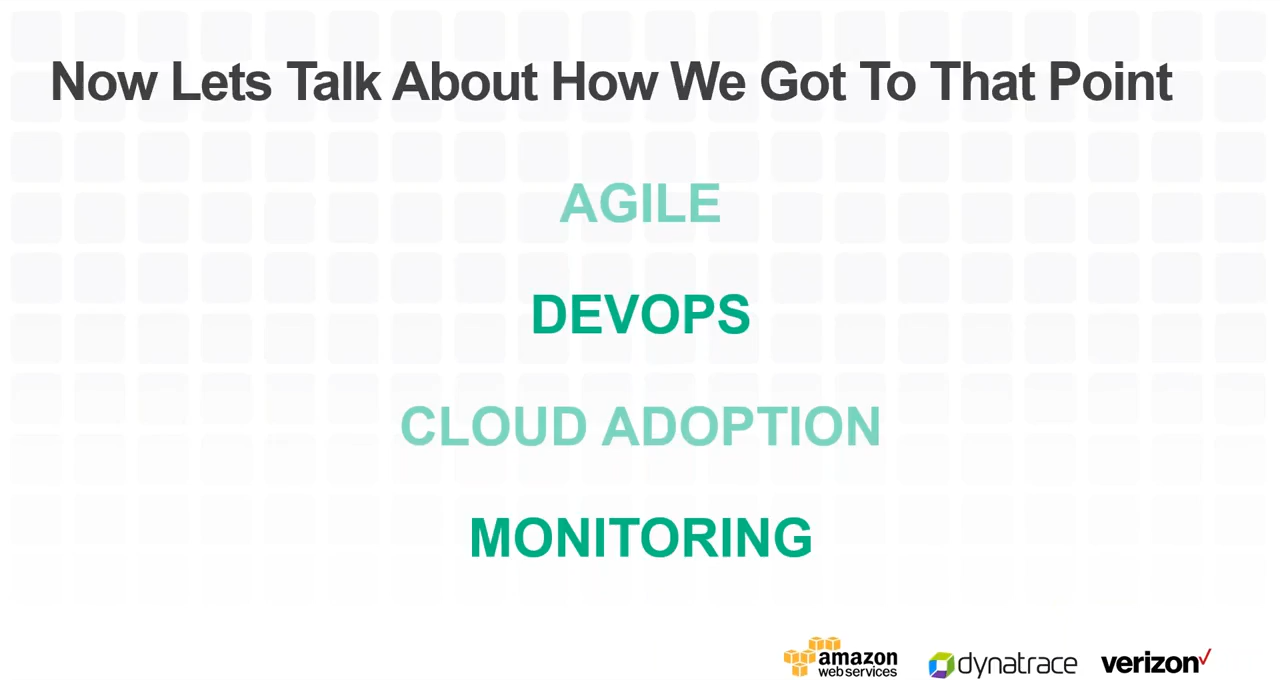 Now Lets Talk About How We Got To That Point
AGILE
DEVOPS
CLOUD ADOPTION
MONITORING
amazon
webservices
dynatrace
verizon✓